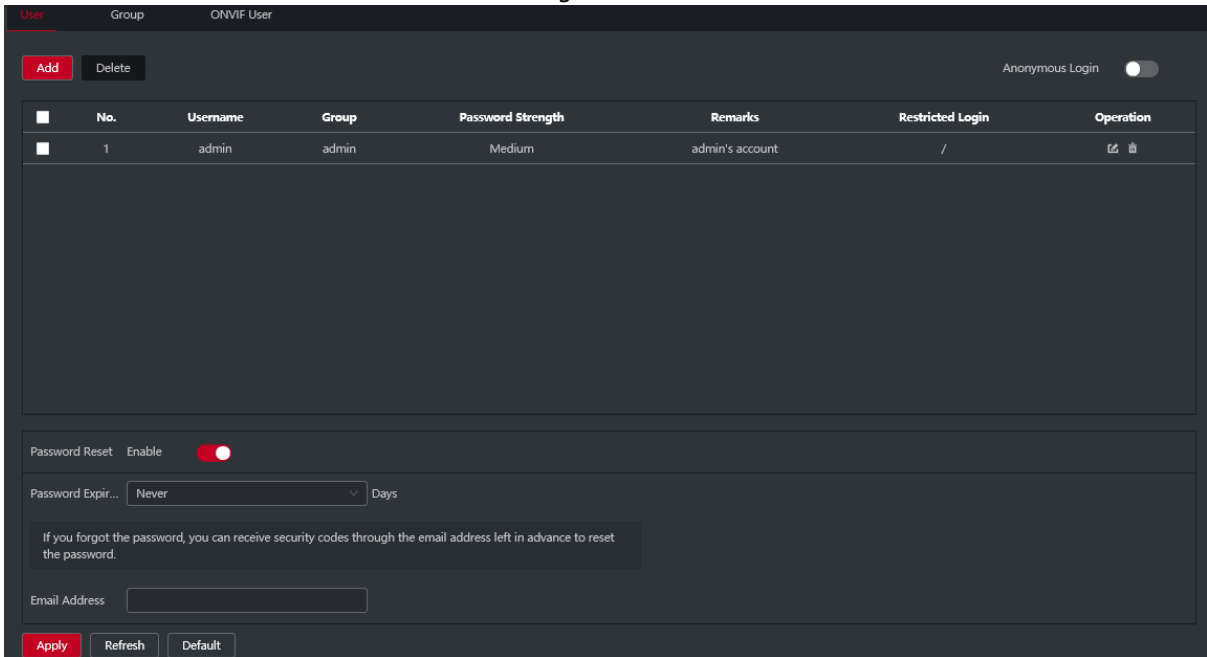 User Group ONVIF User
Add Delete Anonymous Login
No. Username Group Password Strength Remarks Restricted Login Operation
1 admin admin Medium admin's account /
Password Reset Enable
Password Expir... Never Days
If you forgot the password, you can receive security codes through the email address left in advance to reset
the password.
Email Address
Apply Refresh Default